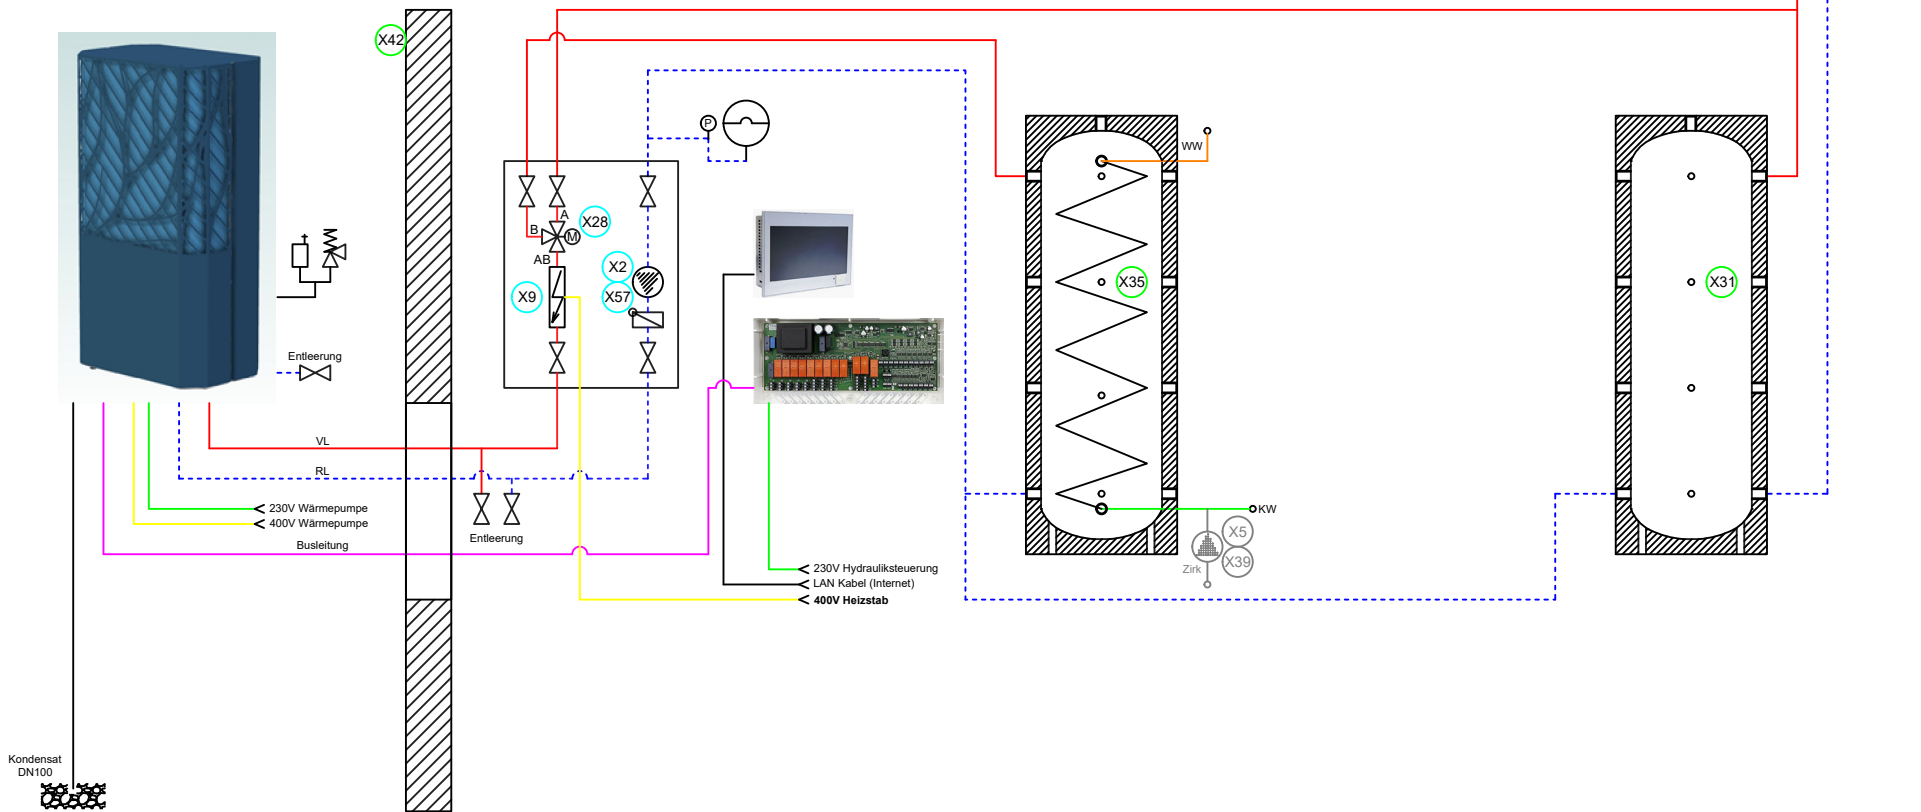 X42
P
WW
A
X28
B
M
AB
X2
X9
X57
X35
X31
Entleerung
VL
RL
230V Wärmepumpe
400V Wärmepumpe
Entleerung
Busleitung
KW
X5
X39
Zirk
230V Hydrauliksteuerung
LAN Kabel (Internet)
400V Heizstab
Kondensat
DN100